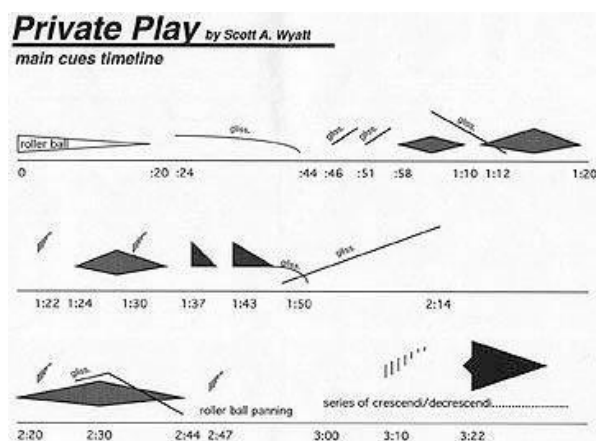 Private Play by Scott A. Wyatt
main cues timeline
gliss. gliss. gliss. gliss.
roller ball
0 :20 :24 :44 :46 :51 :58 1:10 1:12 1:20
gliss. gliss.
1:22 1:24 1:30 1:37 1:43 1:50 2:14
gliss.
roller ball panning series of crescendi/decrescendi....................
2:20 2:30 2:44 2:47 3:00 3:10 3:22